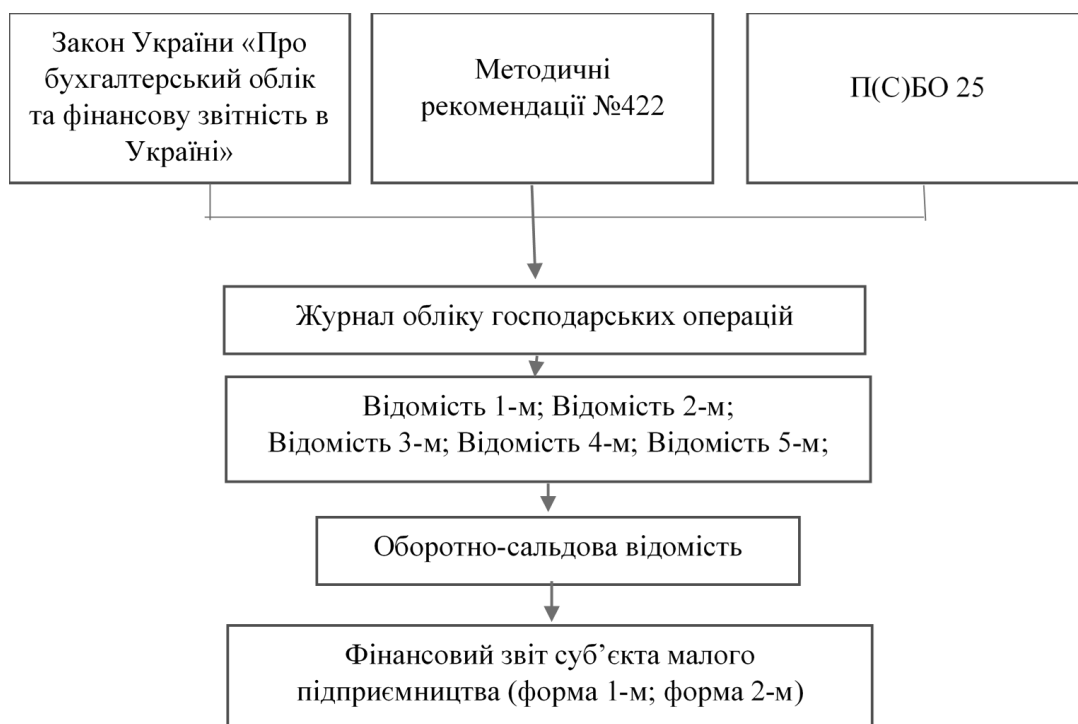 Закон України «Про
бухгалтерський облік
та фінансову звітність в
Україні»
Методичні
рекомендації №422
П(С)БО 25
Журнал обліку господарських операцій
Відомість 1-м; Відомість 2-м;
Відомість 3-м; Відомість 4-м; Відомість 5-м;
Оборотно-сальдова відомість
Фінансовий звіт суб’єкта малого
підприємництва (форма 1-м; форма 2-м)